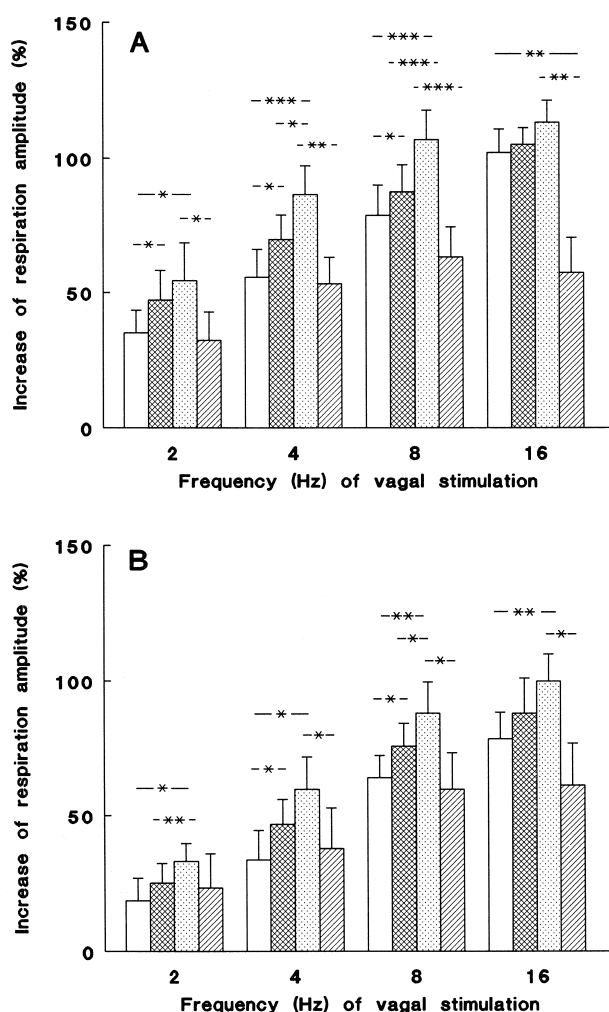 A
150
100
50
0
Increase of respiration amplitude (%)
*** *** ***
*** * ** *
** **
* * *
2 4 8 16
Frequency (Hz) of vagal stimulation
B
150
100
50
0
Increase of respiration amplitude (%)
** * * *
** *
* * *
* **
2 4 8 16
Frequency (Hz) of vagal stimulation